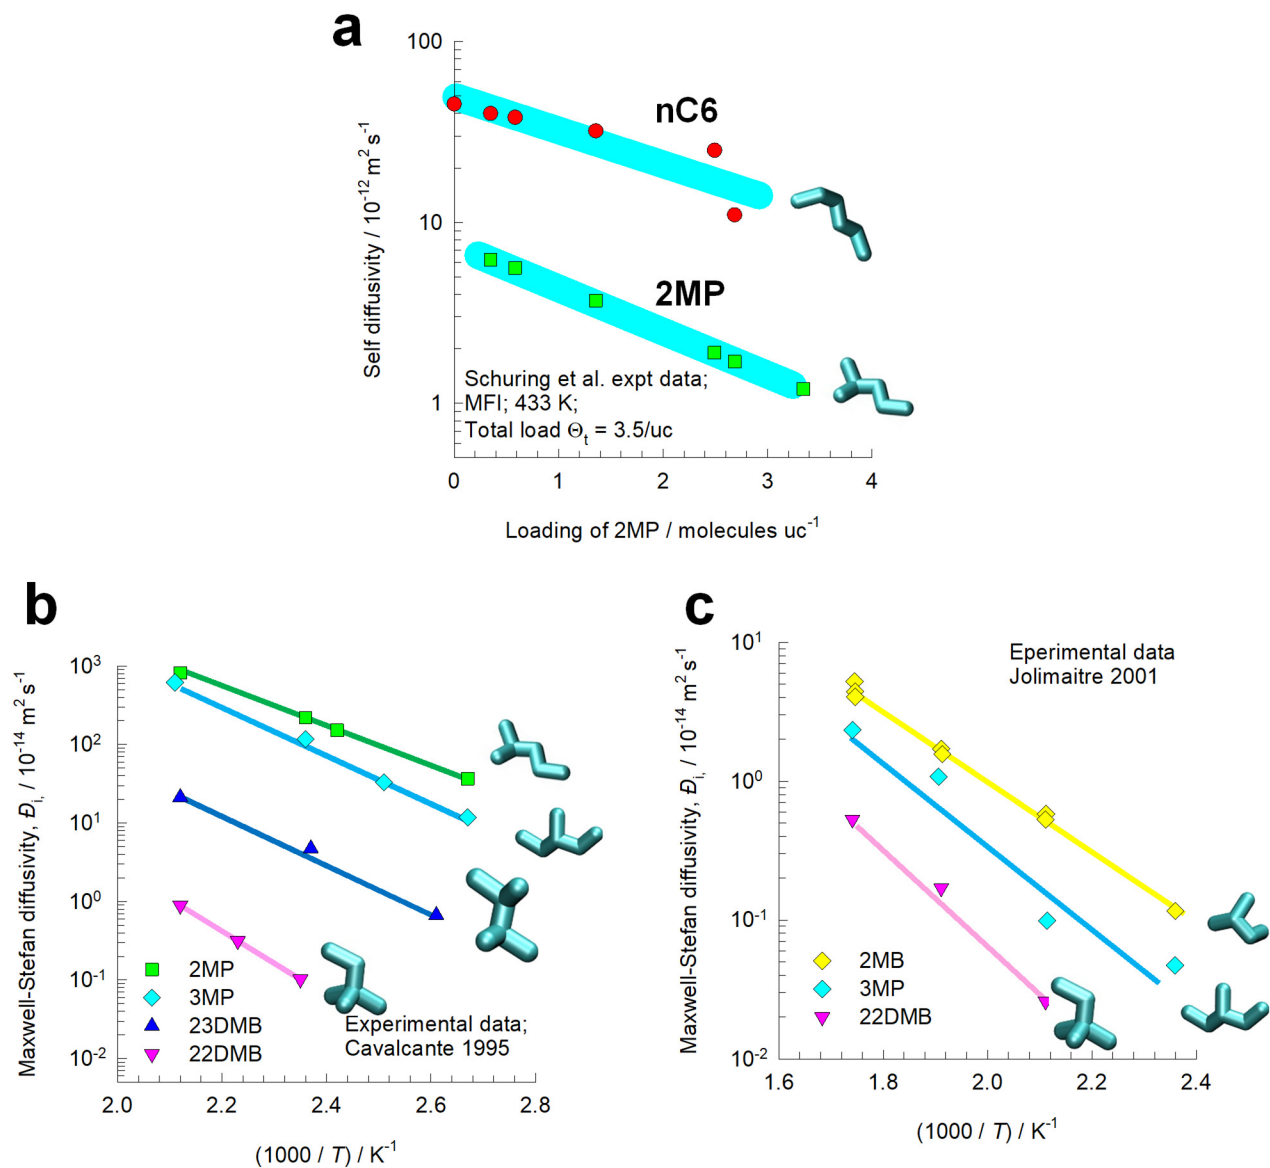 a
100
10
1
Self diffusivity / 10⁻¹² m² s⁻¹
nC6
2MP
Schuring et al. expt data;
MFI; 433 K;
Total load Θt = 3.5/uc
0 1 2 3 4
Loading of 2MP / molecules uc⁻¹
b
10³
10²
10¹
10⁰
10⁻¹
10⁻²
Maxwell-Stefan diffusivity, Đi, / 10⁻¹⁴ m² s⁻¹
2MP
3MP
23DMB
22DMB
Experimental data;
Cavalcante 1995
2.0 2.2 2.4 2.6 2.8
(1000 / T) / K⁻¹
c
10¹
10⁰
10⁻¹
10⁻²
Maxwell-Stefan diffusivity, Đi, / 10⁻¹⁴ m² s⁻¹
Eperimental data
Jolimaitre 2001
2MB
3MP
22DMB
1.6 1.8 2.0 2.2 2.4
(1000 / T) / K⁻¹